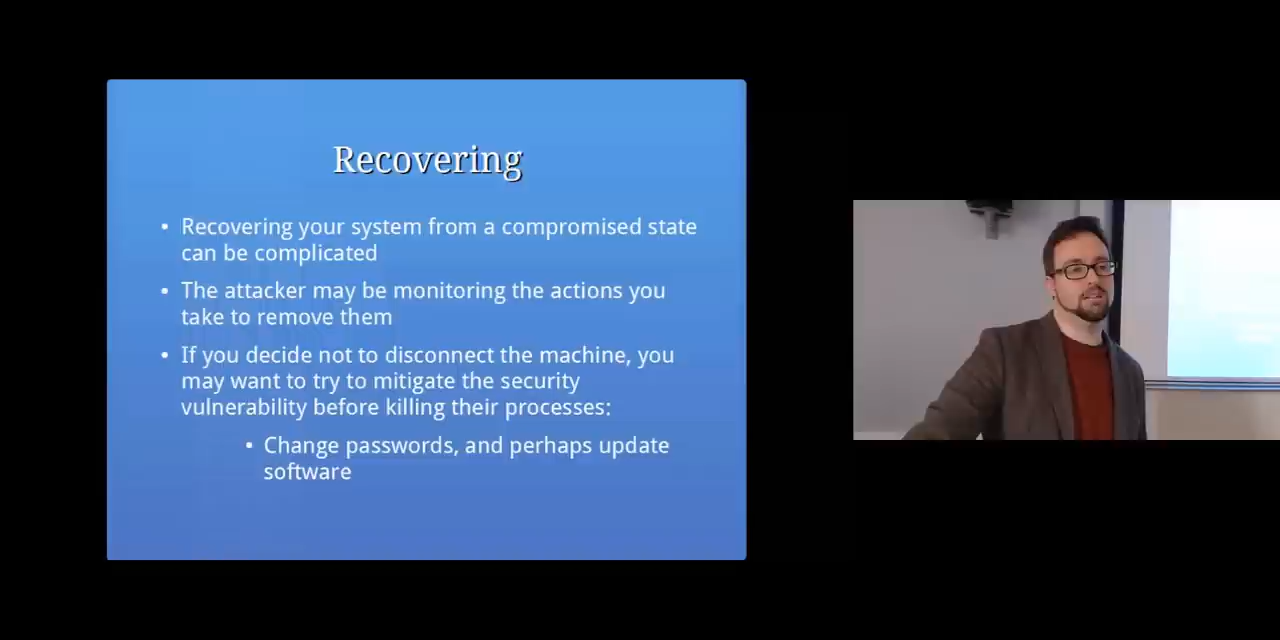 Recovering
• Recovering your system from a compromised state
can be complicated
• The attacker may be monitoring the actions you
take to remove them
• If you decide not to disconnect the machine, you
may want to try to mitigate the security
vulnerability before killing their processes:
• Change passwords, and perhaps update
software